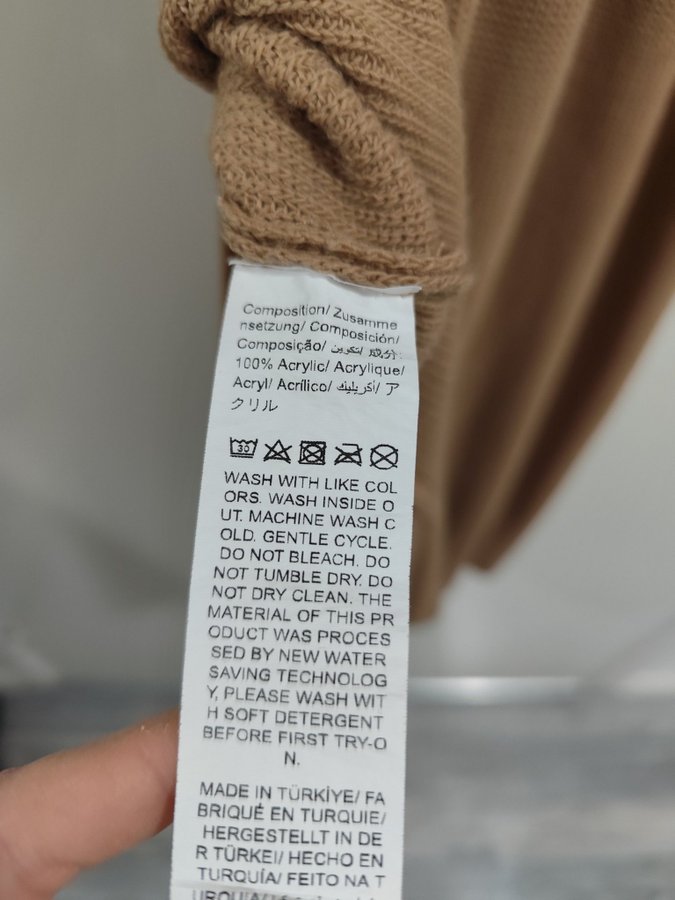 Composition/ Zusamme
nsetzung/ Composición/
Composição/ تكوين/ 成分:
100% Acrylic/ Acrylique/
Acryl/ Acrílico/ أكريليك/ ア
クリル
30
WASH WITH LIKE COL
ORS. WASH INSIDE O
UT. MACHINE WASH C
OLD. GENTLE CYCLE.
DO NOT BLEACH. DO
NOT TUMBLE DRY. DO
NOT DRY CLEAN. THE
MATERIAL OF THIS PR
ODUCT WAS PROCES
SED BY NEW WATER
SAVING TECHNOLOG
Y, PLEASE WASH WIT
H SOFT DETERGENT
BEFORE FIRST TRY-O
N.
MADE IN TÜRKİYE/ FA
BRIQUÉ EN TURQUIE/
HERGESTELLT IN DE
R TÜRKEI/ HECHO EN
TURQUÍA/ FEITO NA T
URQUIA/